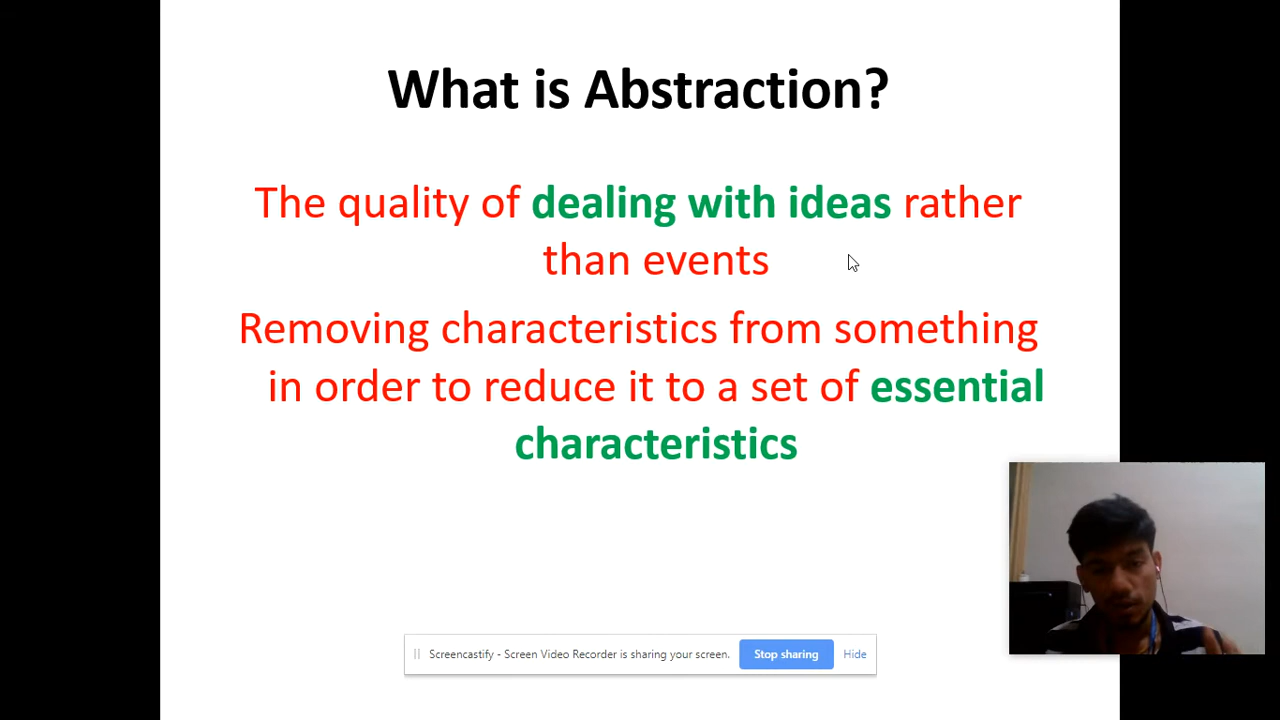 What is Abstraction?
The quality of dealing with ideas rather
than events
Removing characteristics from something
in order to reduce it to a set of essential
characteristics
Screencastify - Screen Video Recorder is sharing your screen. Stop sharing Hide